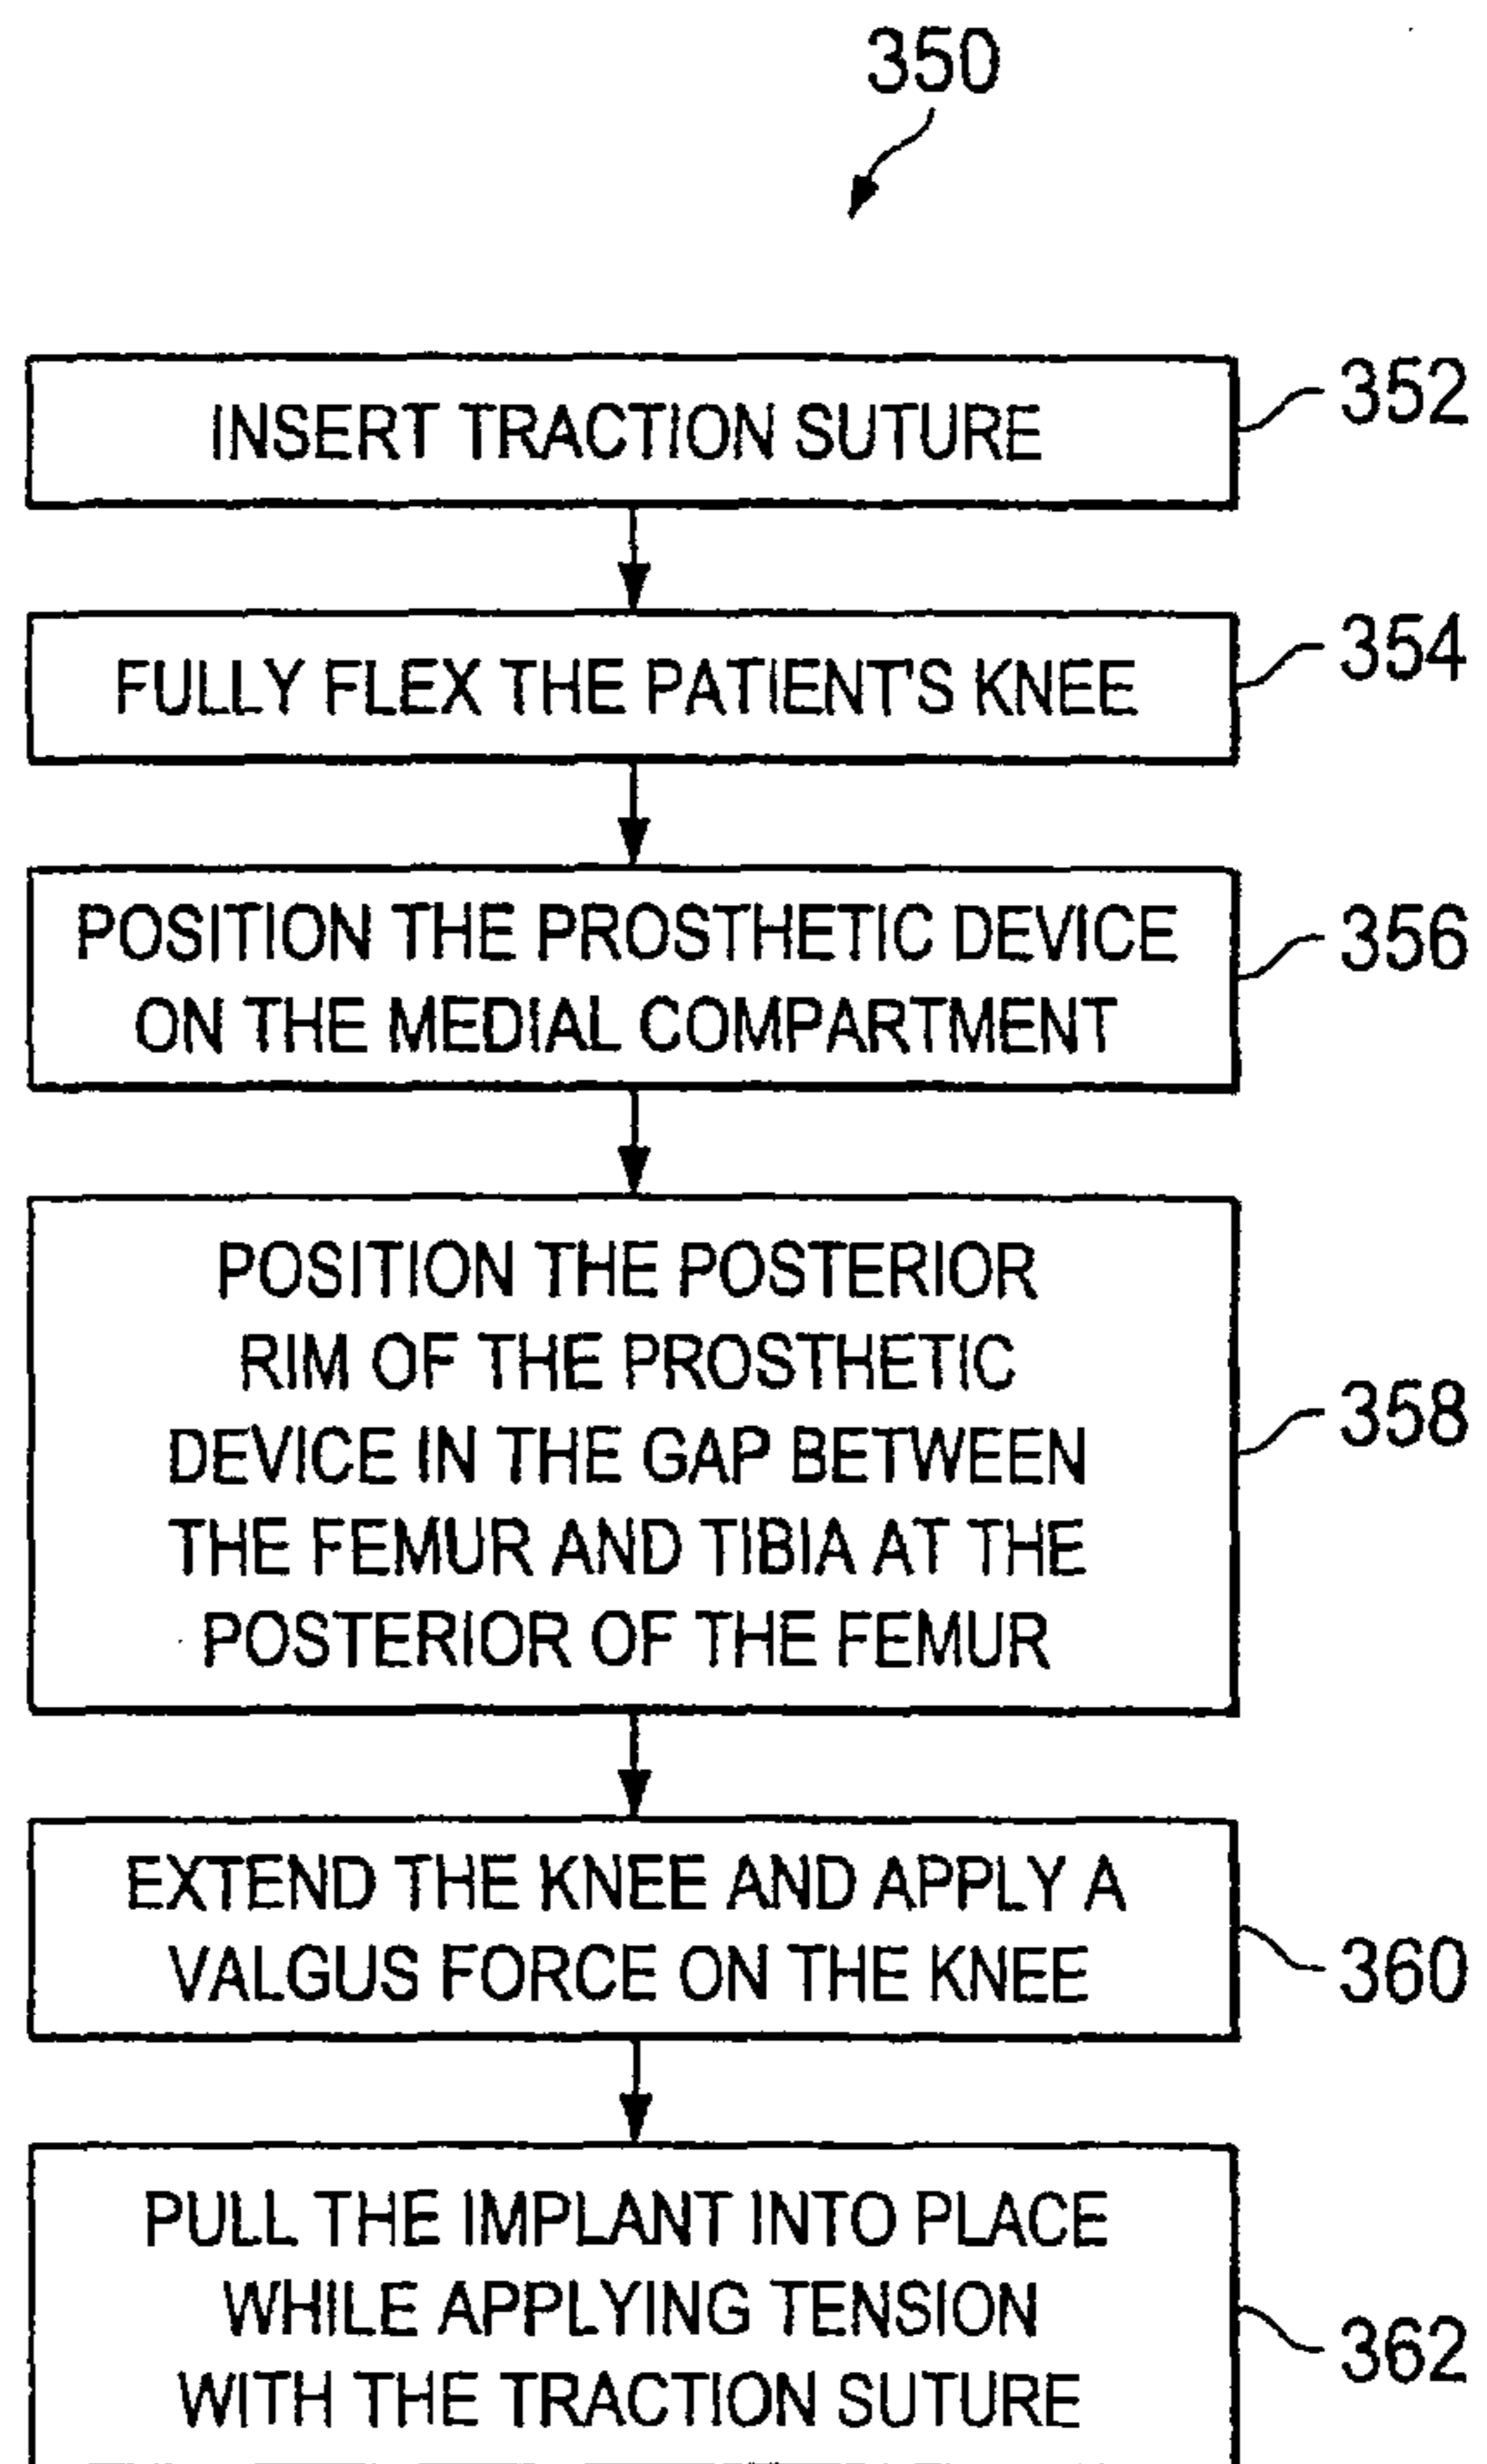 350
INSERT TRACTION SUTURE
352
FULLY FLEX THE PATIENT'S KNEE
354
POSITION THE PROSTHETIC DEVICE
ON THE MEDIAL COMPARTMENT
356
POSITION THE POSTERIOR
RIM OF THE PROSTHETIC
DEVICE IN THE GAP BETWEEN
THE FEMUR AND TIBIA AT THE
POSTERIOR OF THE FEMUR
358
EXTEND THE KNEE AND APPLY A
VALGUS FORCE ON THE KNEE
360
PULL THE IMPLANT INTO PLACE
WHILE APPLYING TENSION
WITH THE TRACTION SUTURE
362